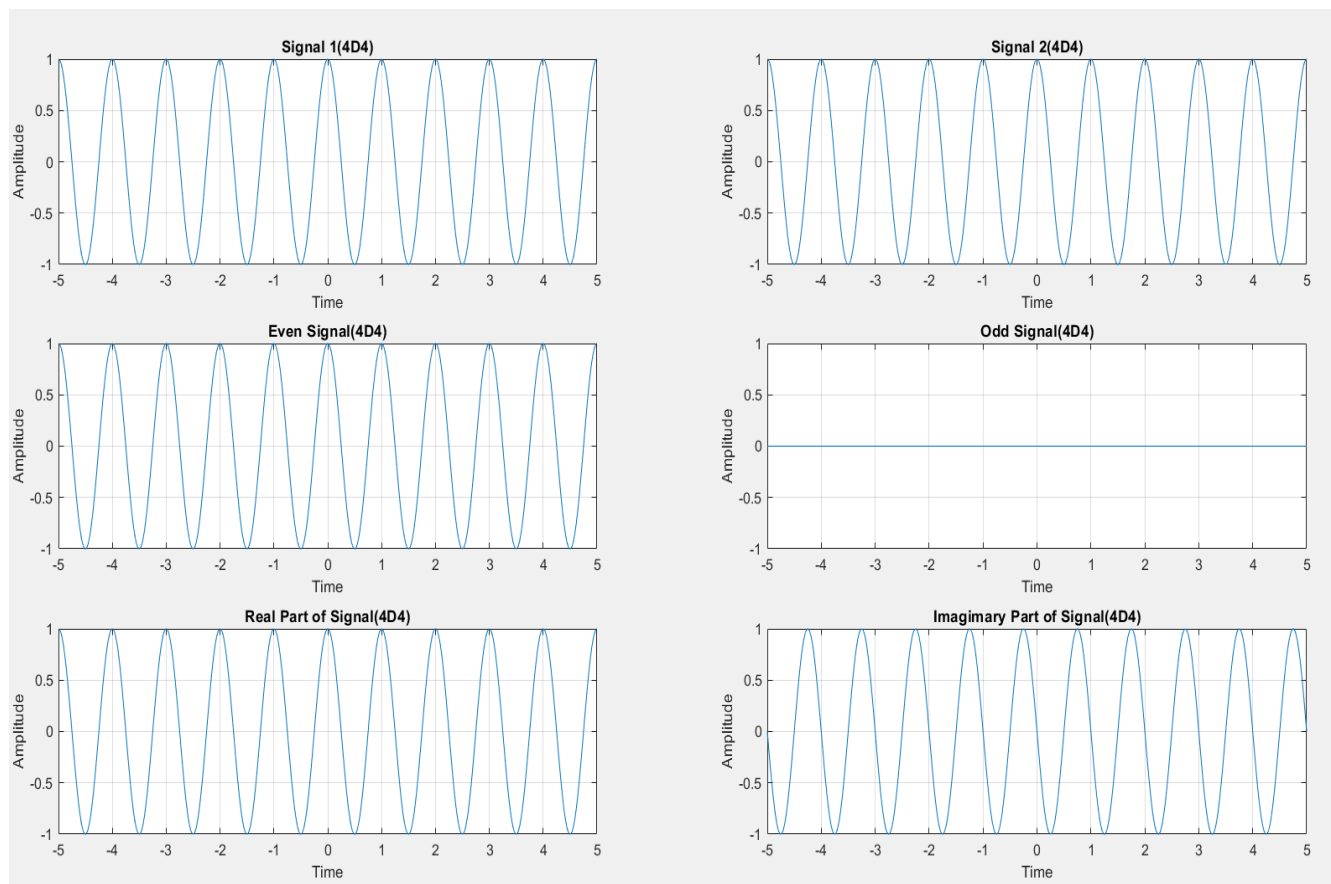 Signal 1(4D4)
1
0.5
0
-0.5
-1
Amplitude
-5 -4 -3 -2 -1 0 1 2 3 4 5
Time
Signal 2(4D4)
1
0.5
0
-0.5
-1
Amplitude
-5 -4 -3 -2 -1 0 1 2 3 4 5
Time
Even Signal(4D4)
1
0.5
0
-0.5
-1
Amplitude
-5 -4 -3 -2 -1 0 1 2 3 4 5
Time
Odd Signal(4D4)
1
0.5
0
-0.5
-1
Amplitude
-5 -4 -3 -2 -1 0 1 2 3 4 5
Time
Real Part of Signal(4D4)
1
0.5
0
-0.5
-1
Amplitude
-5 -4 -3 -2 -1 0 1 2 3 4 5
Time
Imagimary Part of Signal(4D4)
1
0.5
0
-0.5
-1
Amplitude
-5 -4 -3 -2 -1 0 1 2 3 4 5
Time